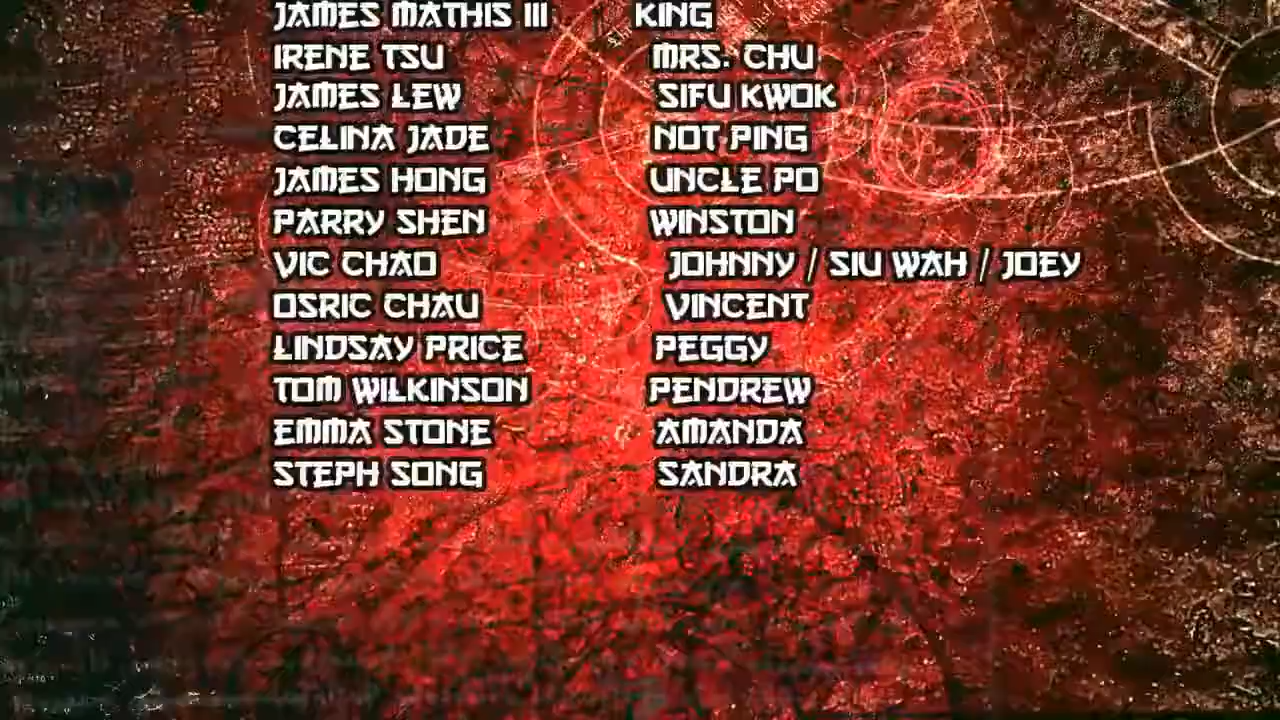 JAMES MATHIS III KING
IRENE TSU MRS. CHU
JAMES LEW SIFU KWOK
CELINA JADE NOT PING
JAMES HONG UNCLE PO
PARRY SHEN WINSTON
VIC CHAO JOHNNY / SIU WAH / JOEY
OSRIC CHAU VINCENT
LINDSAY PRICE PEGGY
TOM WILKINSON PENDREW
EMMA STONE AMANDA
STEPH SONG SANDRA